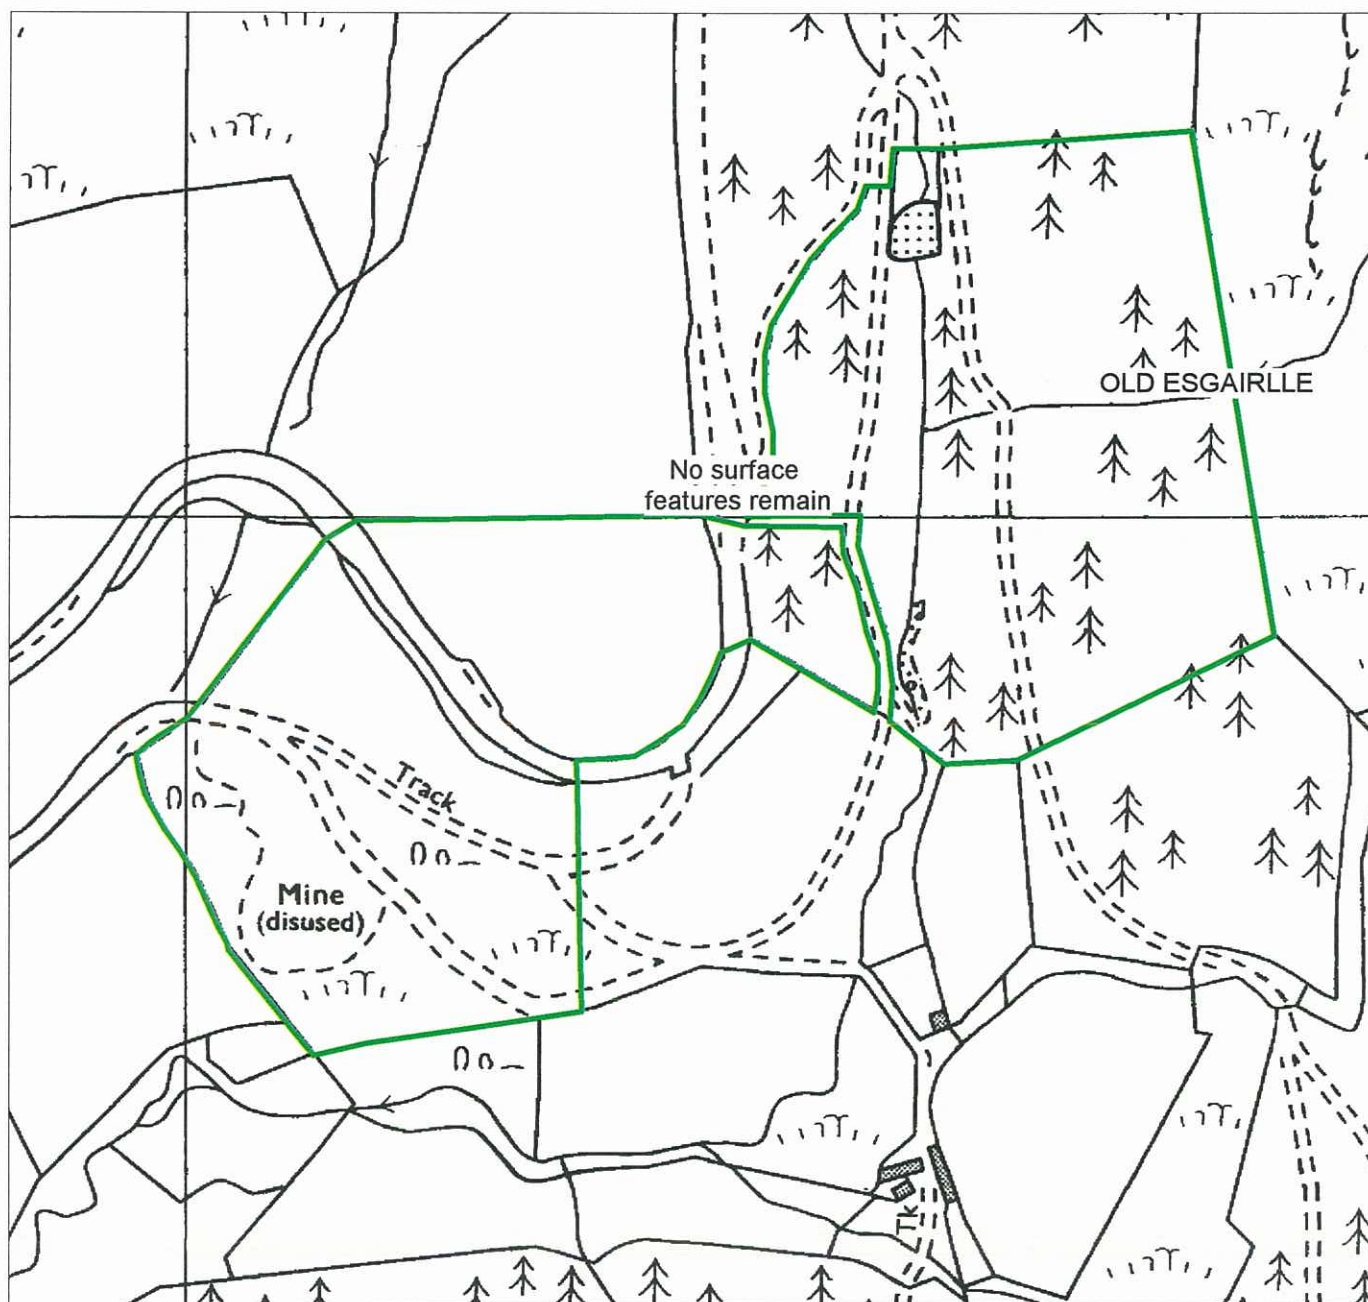 OLD ESGAIRLLE
No surface
features remain
Track
Mine
(disused)
Tk